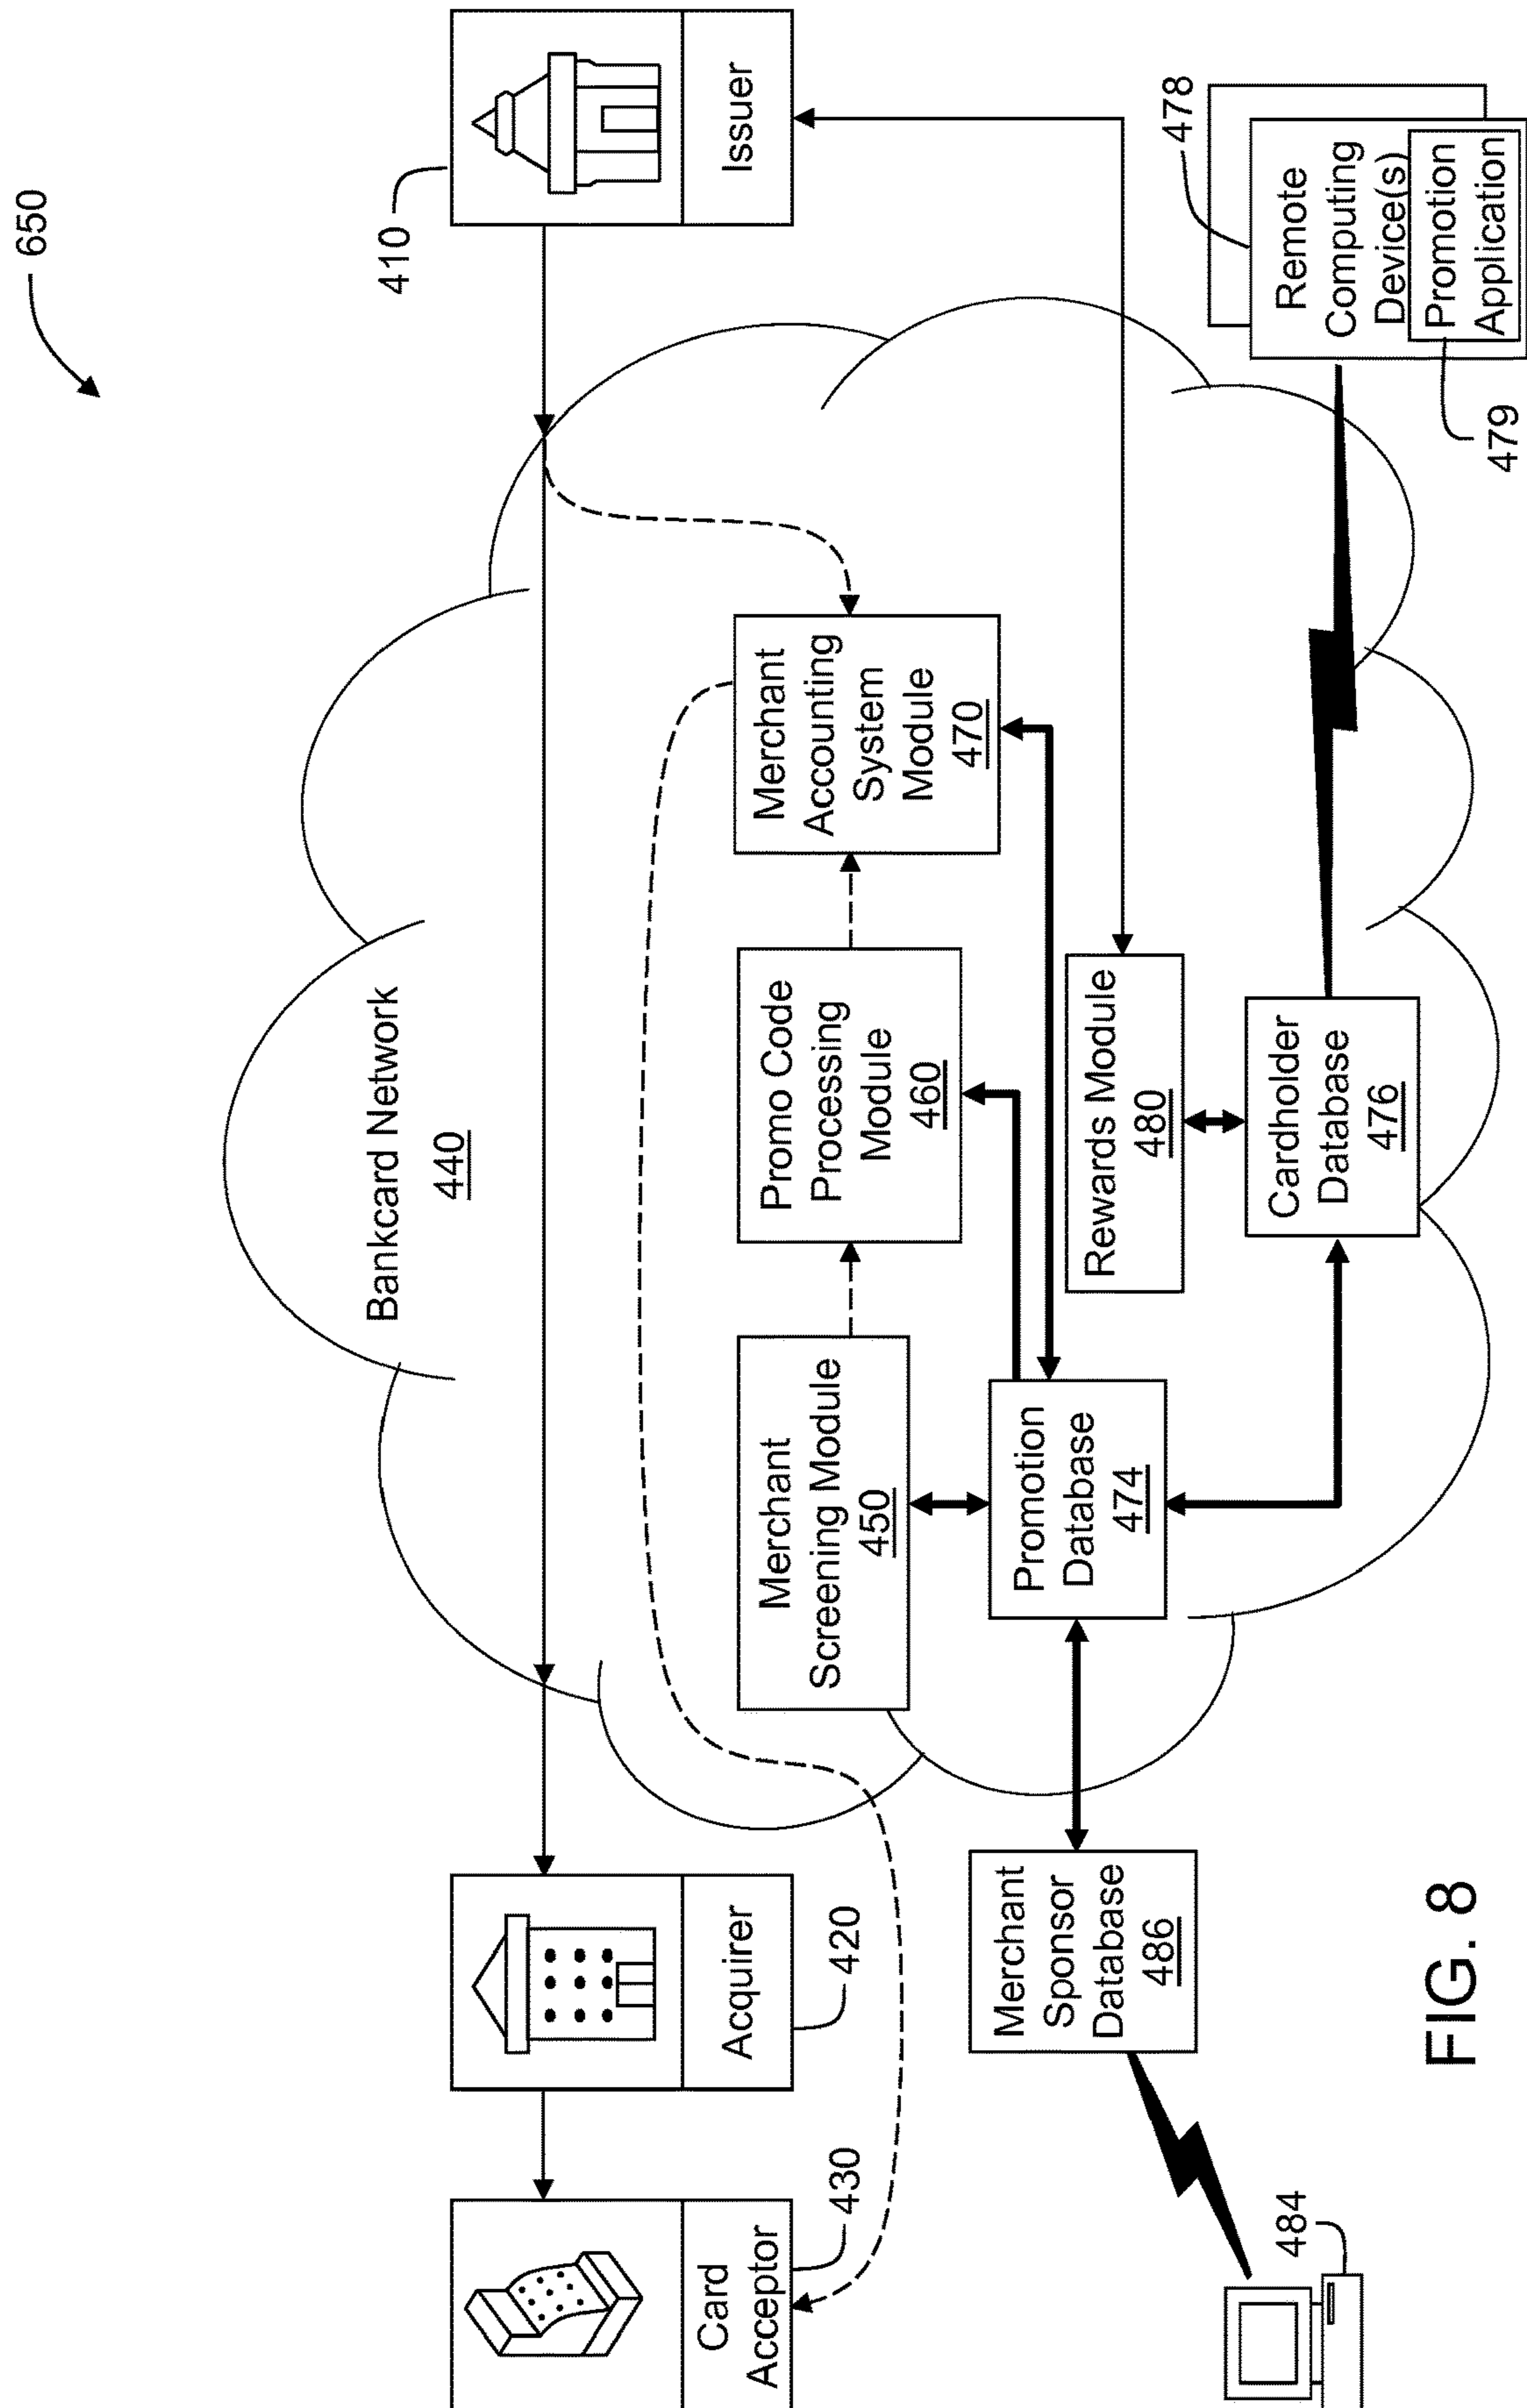 650
410
Issuer
Bankcard Network
440
Acquirer
420
Card
Acceptor
430
Merchant
Screening Module
450
Promo Code
Processing
Module
460
Merchant
Accounting
System
Module
470
Rewards Module
480
Promotion
Database
474
Cardholder
Database
476
Merchant
Sponsor
Database
486
484
478
Remote
Computing
Device(s)
Promotion
Application
479
FIG. 8